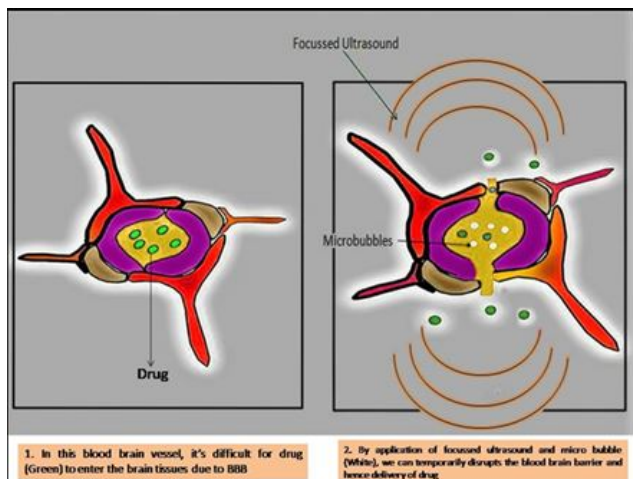 Focussed Ultrasound
Microbubbles
Drug
1. In this blood brain vessel, it's difficult for drug
(Green) to enter the brain tissues due to BBB
2. By application of focussed ultrasound and micro bubble
(White), we can temporarily disrupts the blood brain barrier and
hence delivery of drug